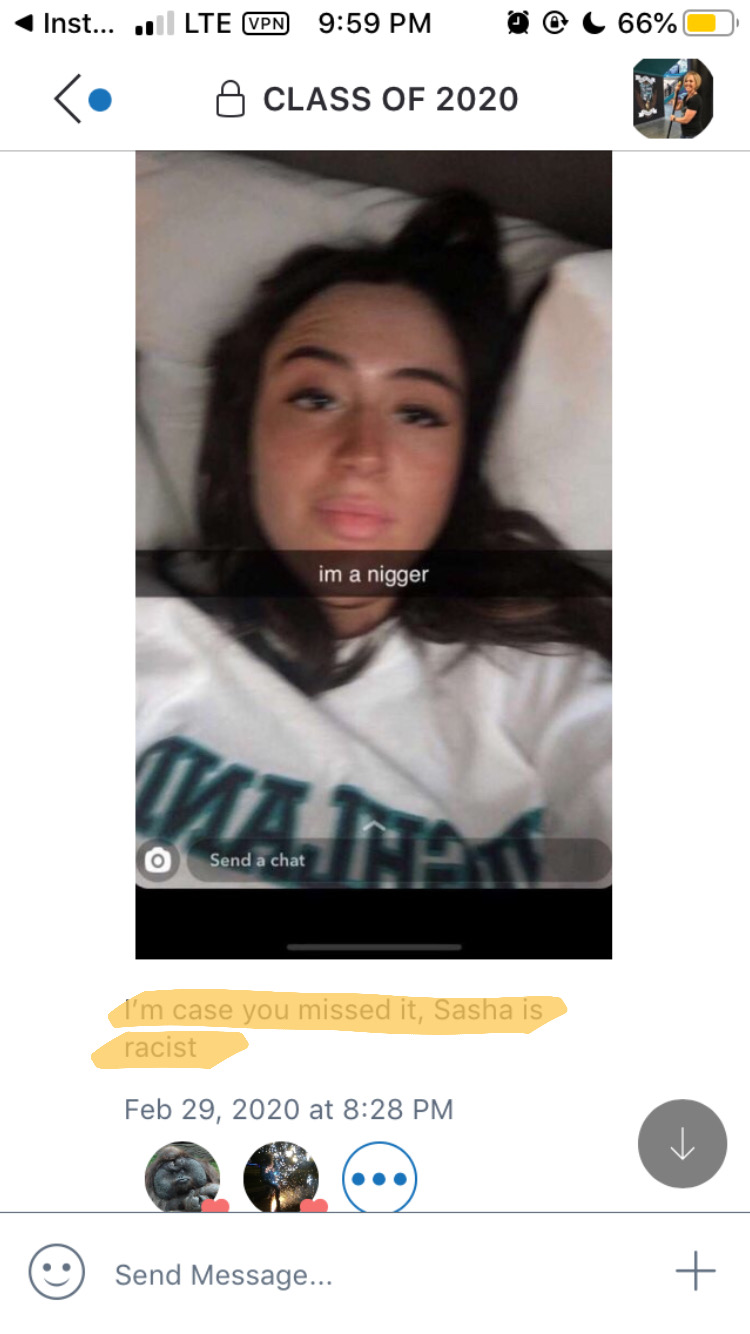 Inst... LTE VPN 9:59 PM 66%
CLASS OF 2020
im a nigger
Send a chat
I'm case you missed it, Sasha is
racist
Feb 29, 2020 at 8:28 PM
Send Message...